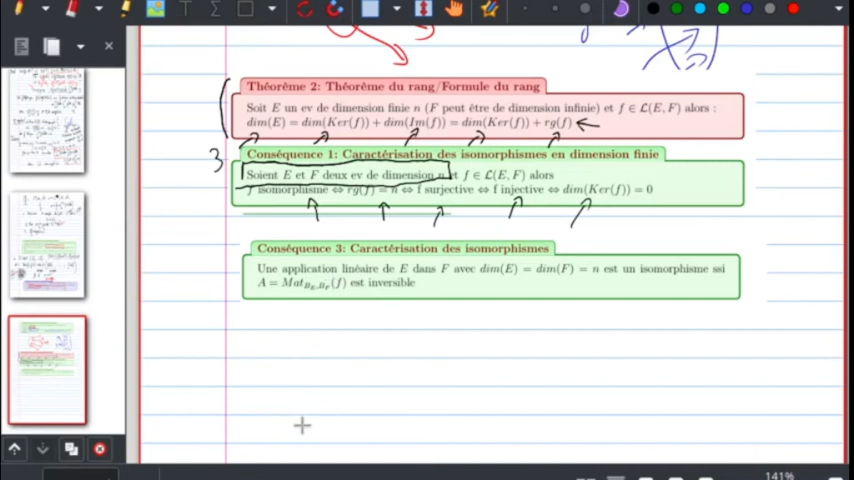 Théorème 2: Théorème du rang/Formule du rang
Soit E un ev de dimension finie n (F peut être de dimension infinie) et f ∈ ℒ(E, F) alors :
dim(E) = dim(Ker(f)) + dim(Im(f)) = dim(Ker(f)) + rg(f)
3
Conséquence 1: Caractérisation des isomorphismes en dimension finie
Soient E et F deux ev de dimension n et f ∈ ℒ(E, F) alors
f isomorphisme ⇔ rg(f) = n ⇔ f surjective ⇔ f injective ⇔ dim(Ker(f)) = 0
Conséquence 3: Caractérisation des isomorphismes
Une application linéaire de E dans F avec dim(E) = dim(F) = n est un isomorphisme ssi
A = Mat_{B_E,B_F}(f) est inversible
141%